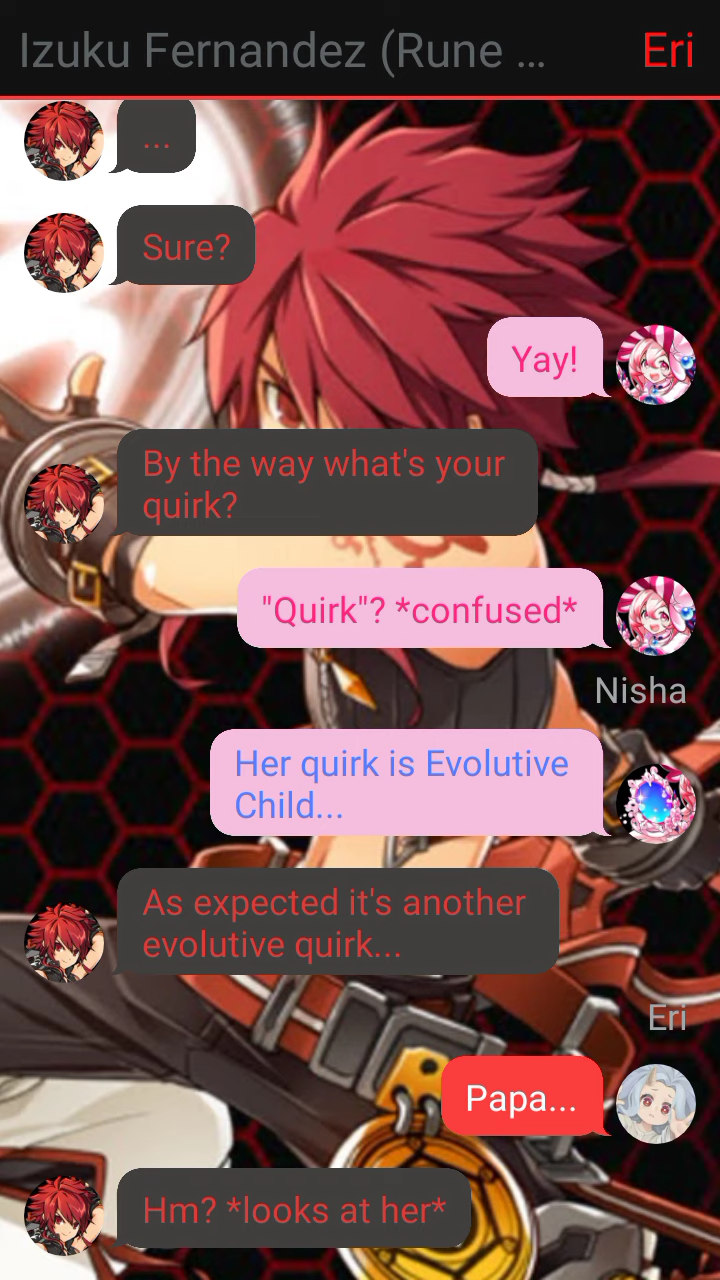 Izuku Fernandez (Rune ...
Eri
...
Sure?
Yay!
By the way what's your
quirk?
"Quirk"? *confused*
Nisha
Her quirk is Evolutive
Child...
As expected it's another
evolutive quirk...
Eri
Papa...
Hm? *looks at her*